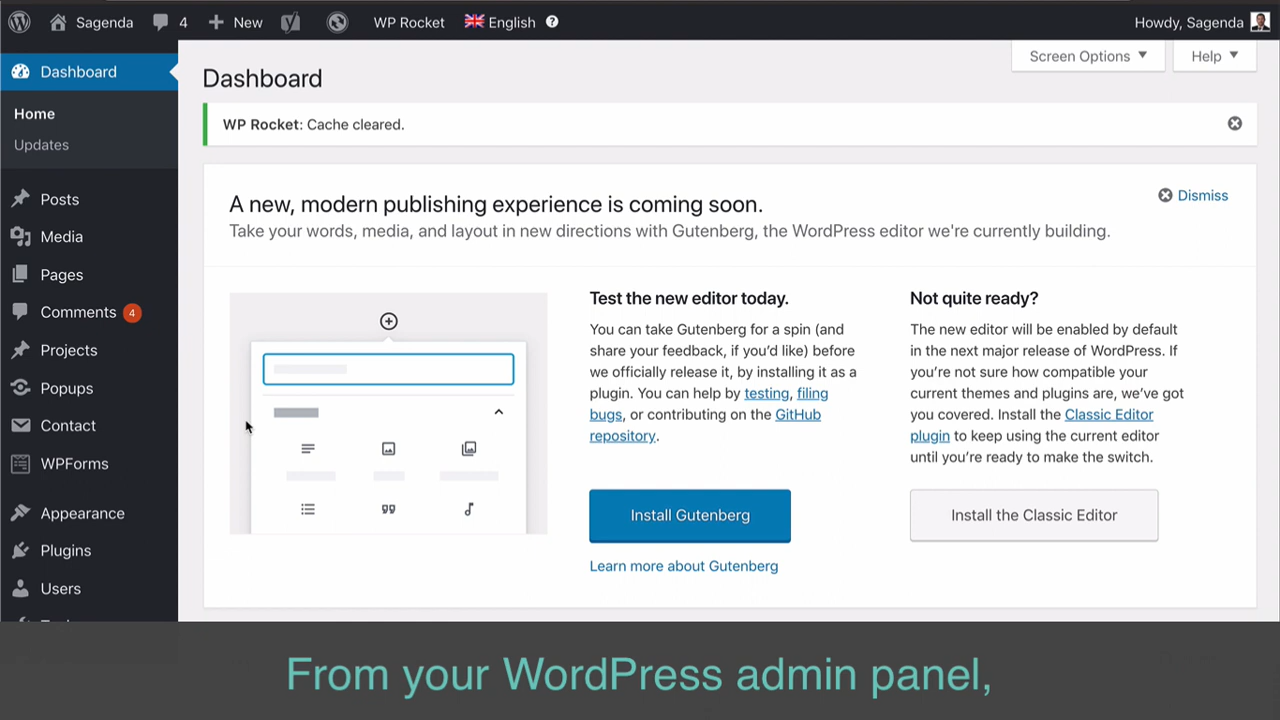 Sagenda 4 New WP Rocket English Howdy, Sagenda
Dashboard
Home
Updates
Posts
Media
Pages
Comments 4
Projects
Popups
Contact
WPForms
Appearance
Plugins
Users
Screen Options Help
Dashboard
WP Rocket: Cache cleared.
A new, modern publishing experience is coming soon.
Dismiss
Take your words, media, and layout in new directions with Gutenberg, the WordPress editor we're currently building.
Test the new editor today.
You can take Gutenberg for a spin (and
share your feedback, if you'd like) before
we officially release it, by installing it as a
plugin. You can help by testing, filing
bugs, or contributing on the GitHub
repository.
Install Gutenberg
Learn more about Gutenberg
Not quite ready?
The new editor will be enabled by default
in the next major release of WordPress. If
you're not sure how compatible your
current themes and plugins are, we've got
you covered. Install the Classic Editor
plugin to keep using the current editor
until you're ready to make the switch.
Install the Classic Editor
From your WordPress admin panel,